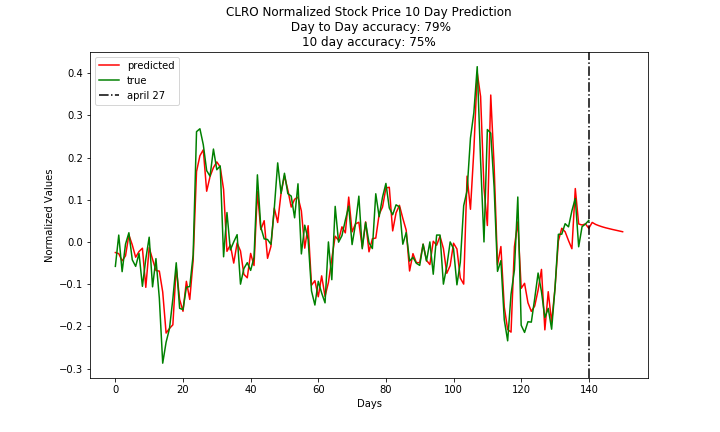 CLRO Normalized Stock Price 10 Day Prediction
Day to Day accuracy: 79%
10 day accuracy: 75%
predicted
true
april 27
Normalized Values
0.4
0.3
0.2
0.1
0.0
−0.1
−0.2
−0.3
0 20 40 60 80 100 120 140
Days